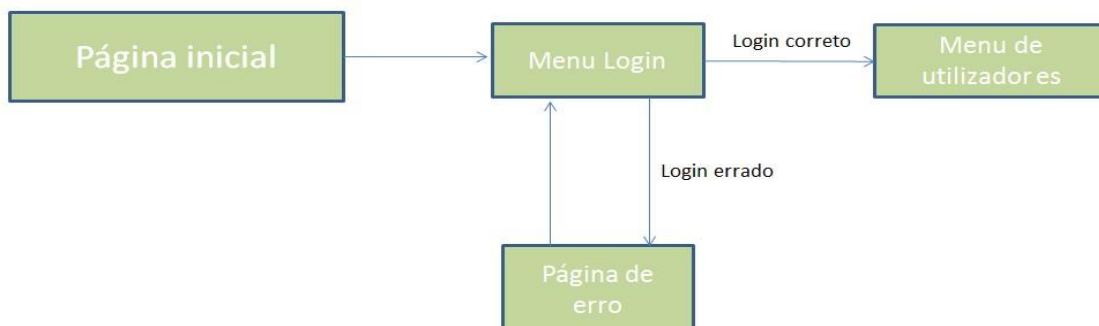 Página inicial
Menu Login
Login correto
Menu de
utilizador es
Login errado
Página de
erro